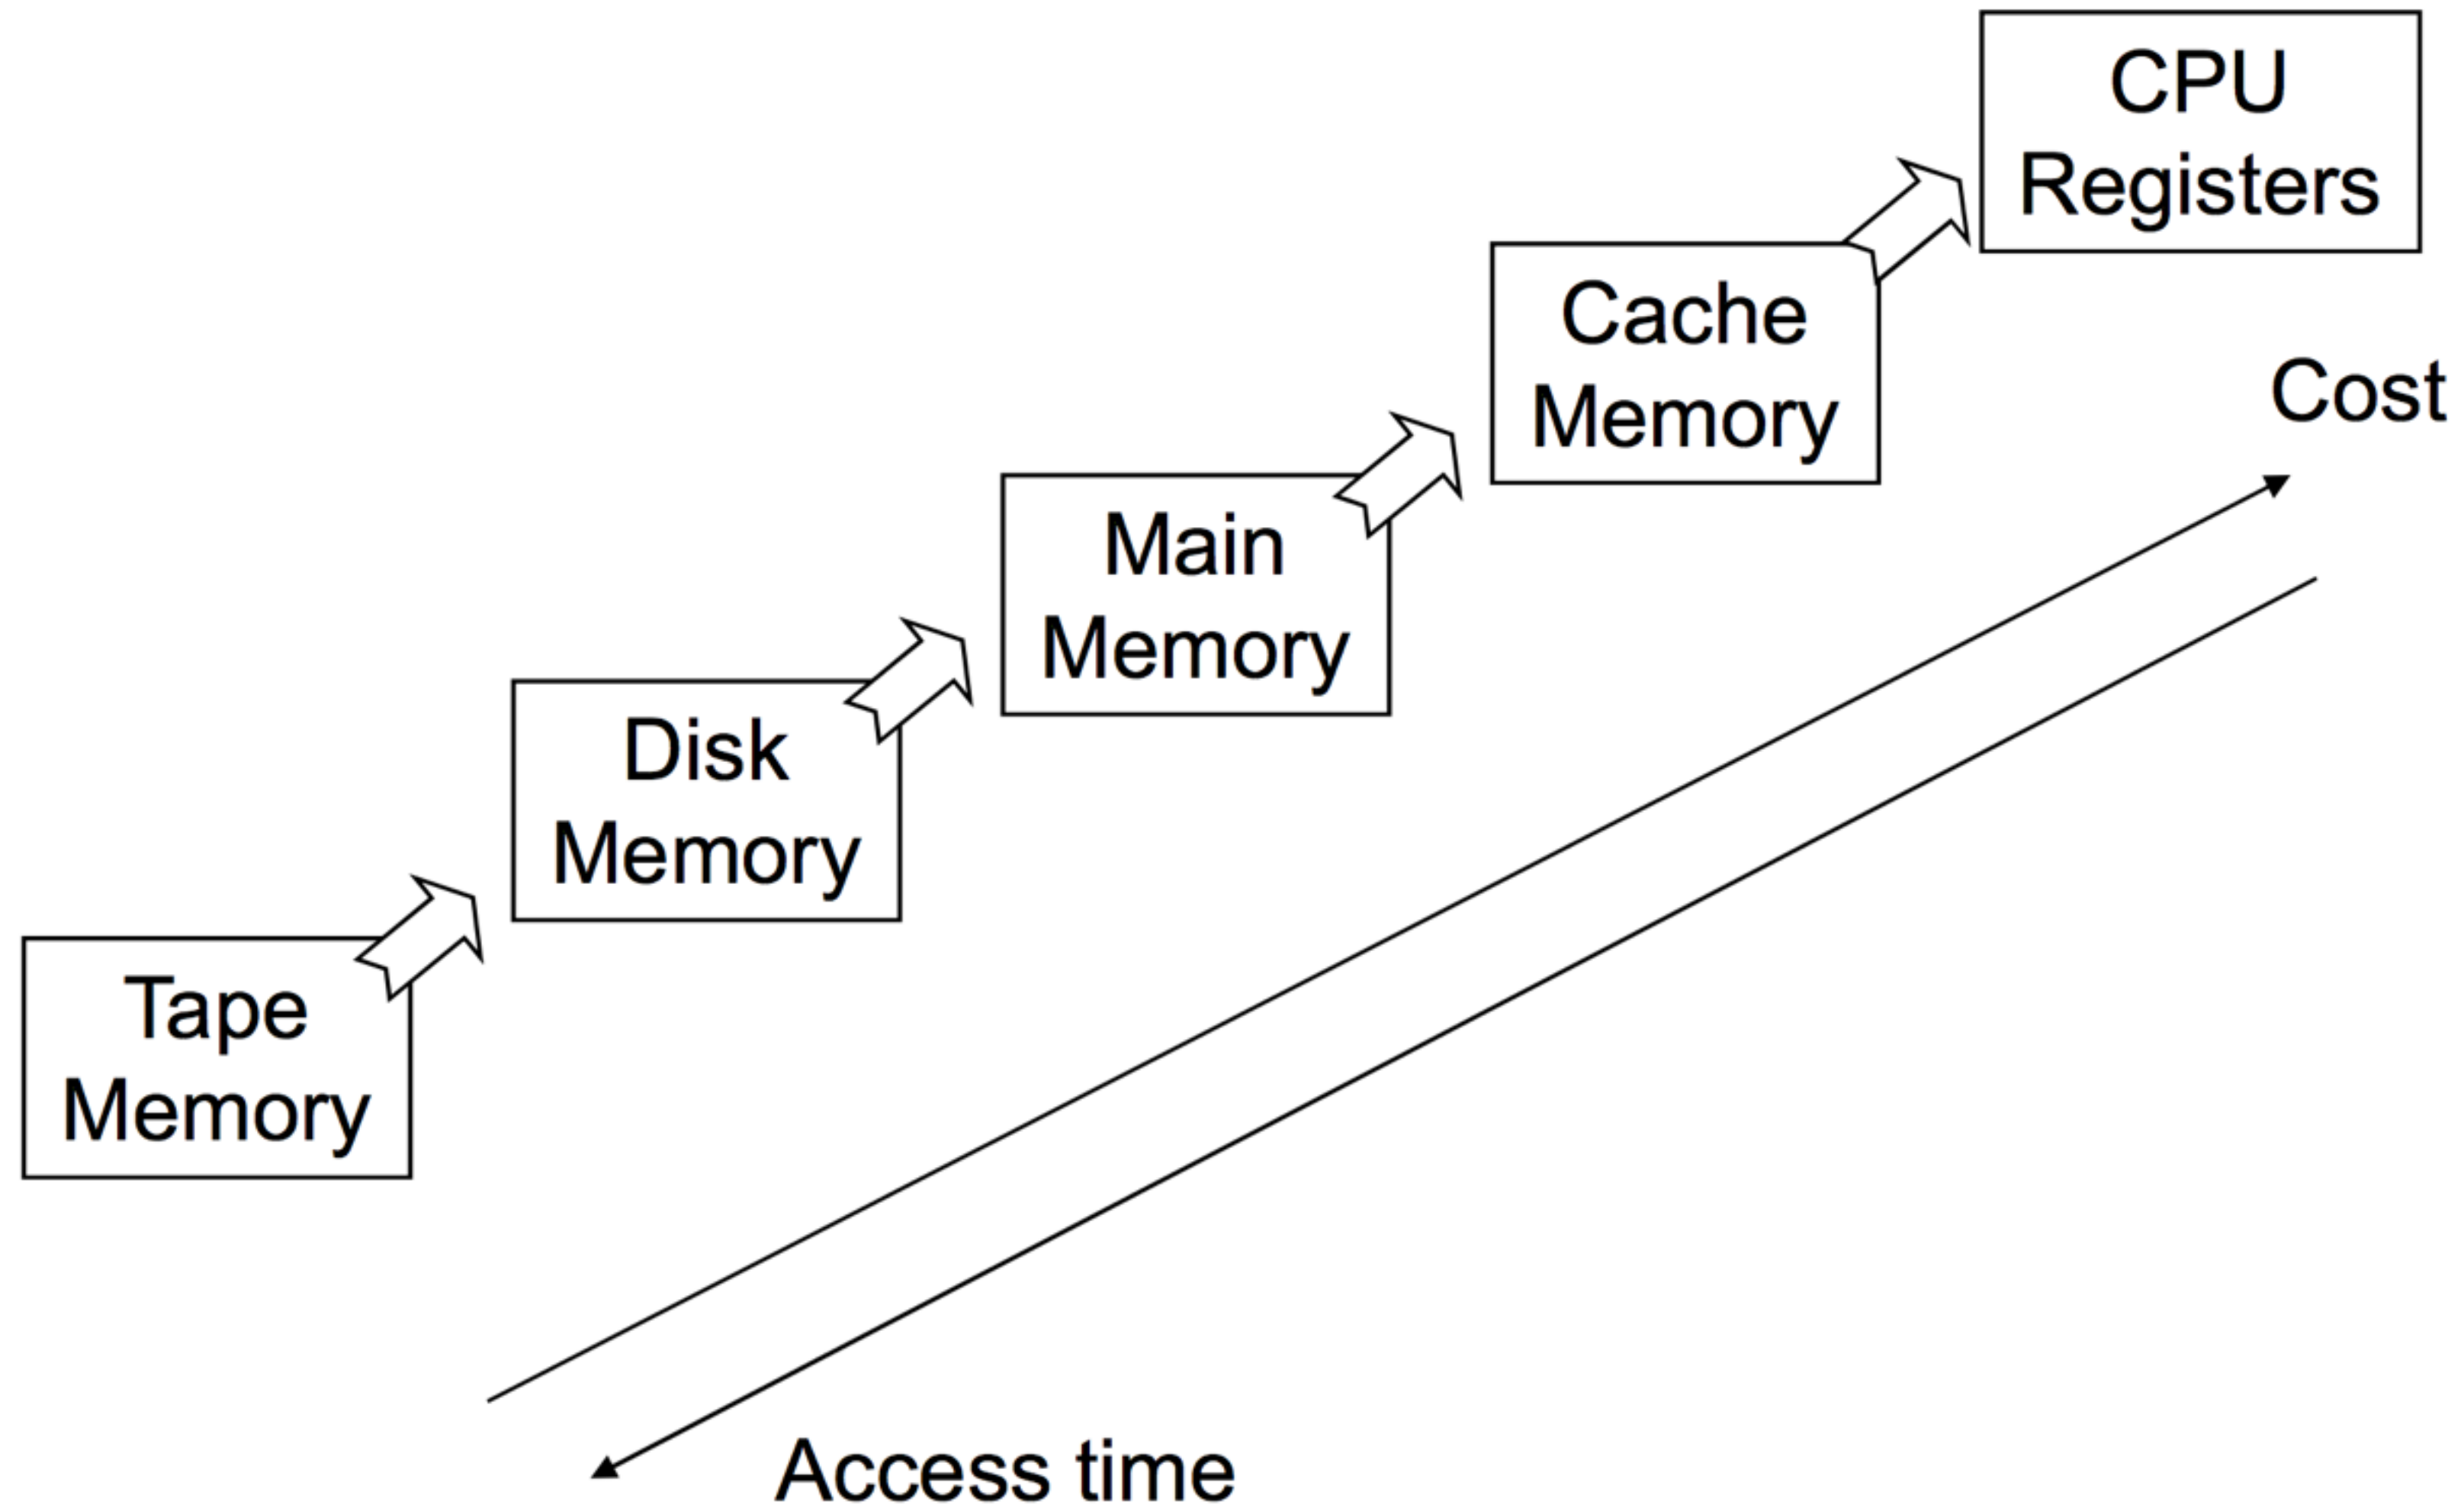 CPU
Registers
Cache
Memory
Cost
Main
Memory
Disk
Memory
Tape
Memory
Access time